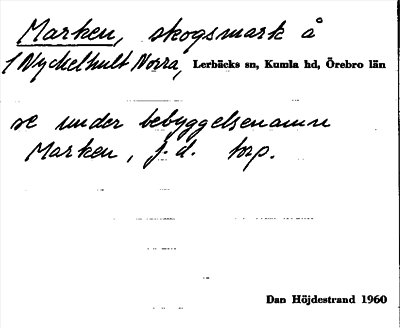 Marken, skogsmark å
1 Nyckelhult Norra, Lerbäcks sn, Kumla hd, Örebro län
se under bebyggelsenamn
Marken, f.d. torp.
Dan Höjdestrand 1960